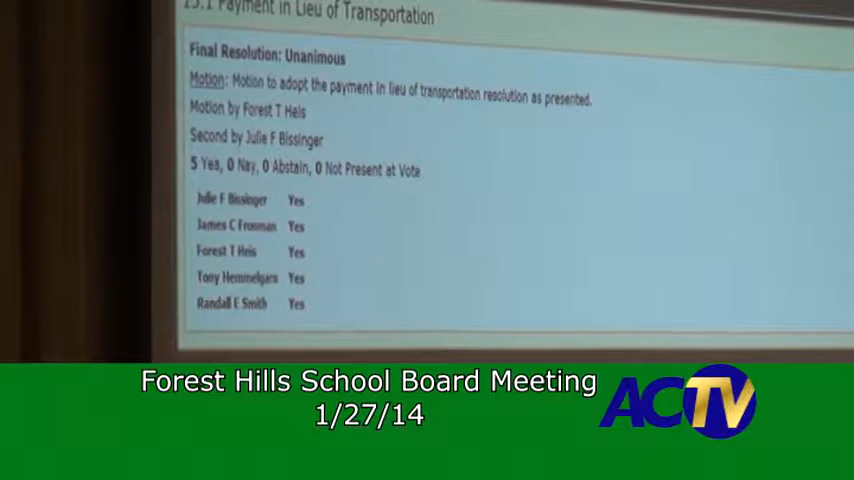 15.1 Payment in Lieu of Transportation
Final Resolution: Unanimous
Motion: Motion to adopt the payment in lieu of transportation resolution as presented.
Motion by Forest T Heis
Second by Julie F Bissinger
5 Yea, 0 Nay, 0 Abstain, 0 Not Present at Vote
Julie F Bissinger Yes
James C Frooman Yes
Forest T Heis Yes
Tony Hemmelgarn Yes
Randall E Smith Yes
Forest Hills School Board Meeting
1/27/14
ACTV